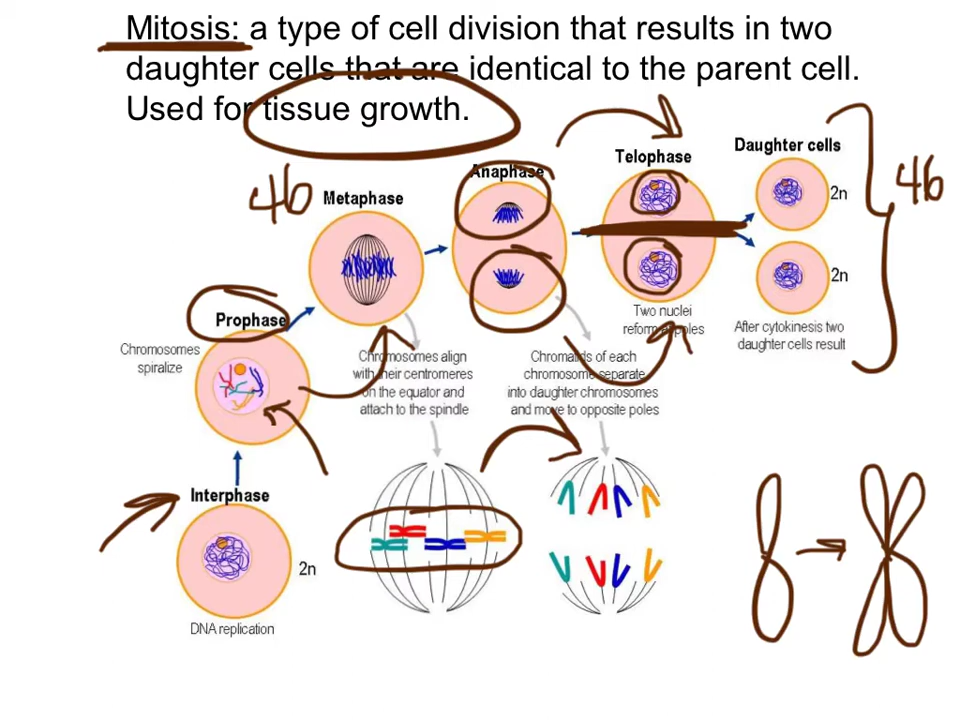 Mitosis: a type of cell division that results in two
daughter cells that are identical to the parent cell.
Used for tissue growth.
Daughter cells
Telophase
Anaphase
46
Metaphase
46
2n
2n
Prophase
Two nuclei
reform at poles
After cytokinesis two
daughter cells result
Chromosomes
spiralize
Chromosomes align
with their centromeres
on the equator and
attach to the spindle
Chromatids of each
chromosome separate
into daughter chromosomes
and move to opposite poles
Interphase
2n
DNA replication